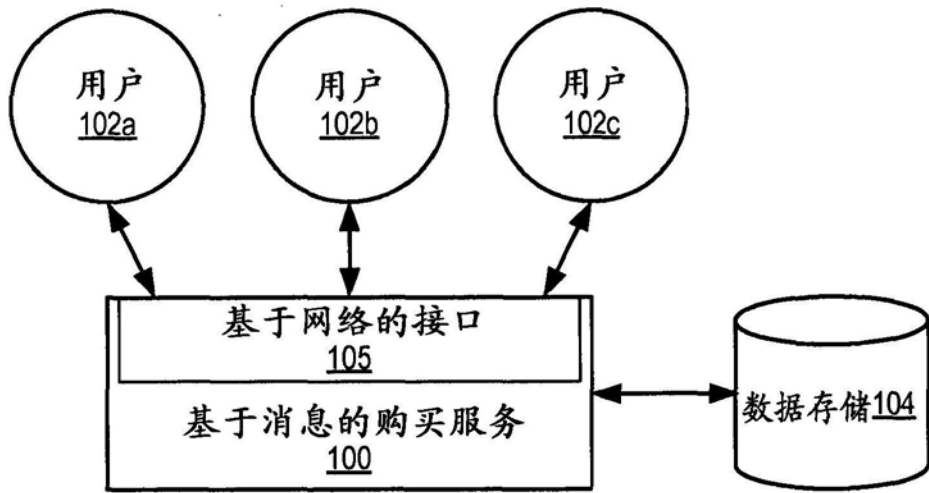 用户
102a
用户
102b
用户
102c
基于网络的接口
105
基于消息的购买服务
100
数据存储104